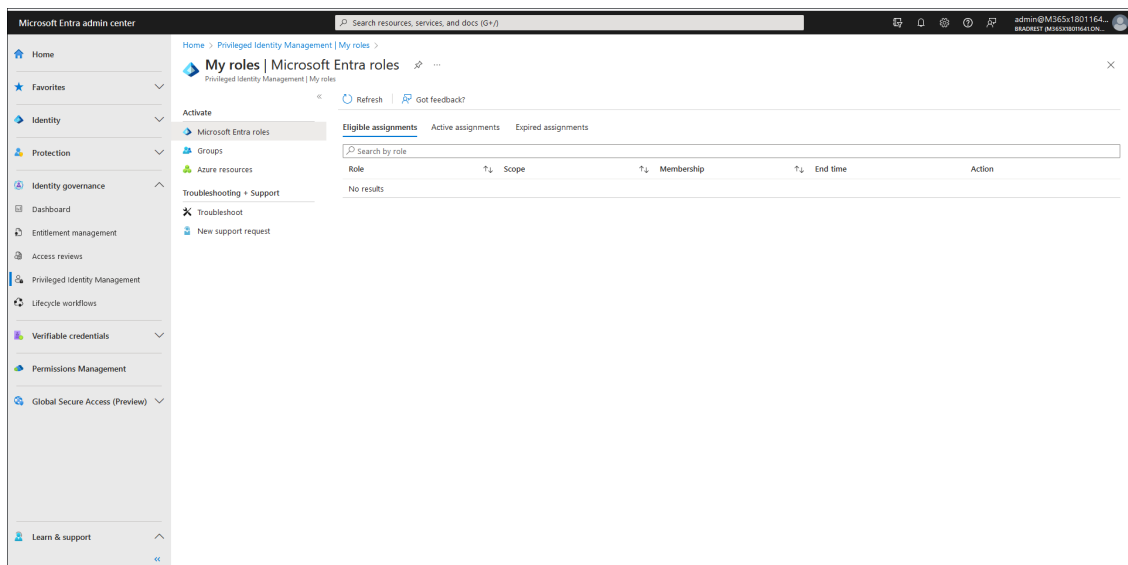 Microsoft Entra admin center
Search resources, services, and docs (G+/)
admin@M365x1801164...
BRADREST (M365X18011641.ON...
Home
Favorites
Identity
Protection
Identity governance
Dashboard
Entitlement management
Access reviews
Privileged Identity Management
Lifecycle workflows
Verifiable credentials
Permissions Management
Global Secure Access (Preview)
Learn & support
Home > Privileged Identity Management | My roles >
My roles | Microsoft Entra roles
Privileged Identity Management | My roles
Activate
Microsoft Entra roles
Groups
Azure resources
Troubleshooting + Support
Troubleshoot
New support request
Refresh Got feedback?
Eligible assignments Active assignments Expired assignments
Search by role
Role Scope Membership End time Action
No results